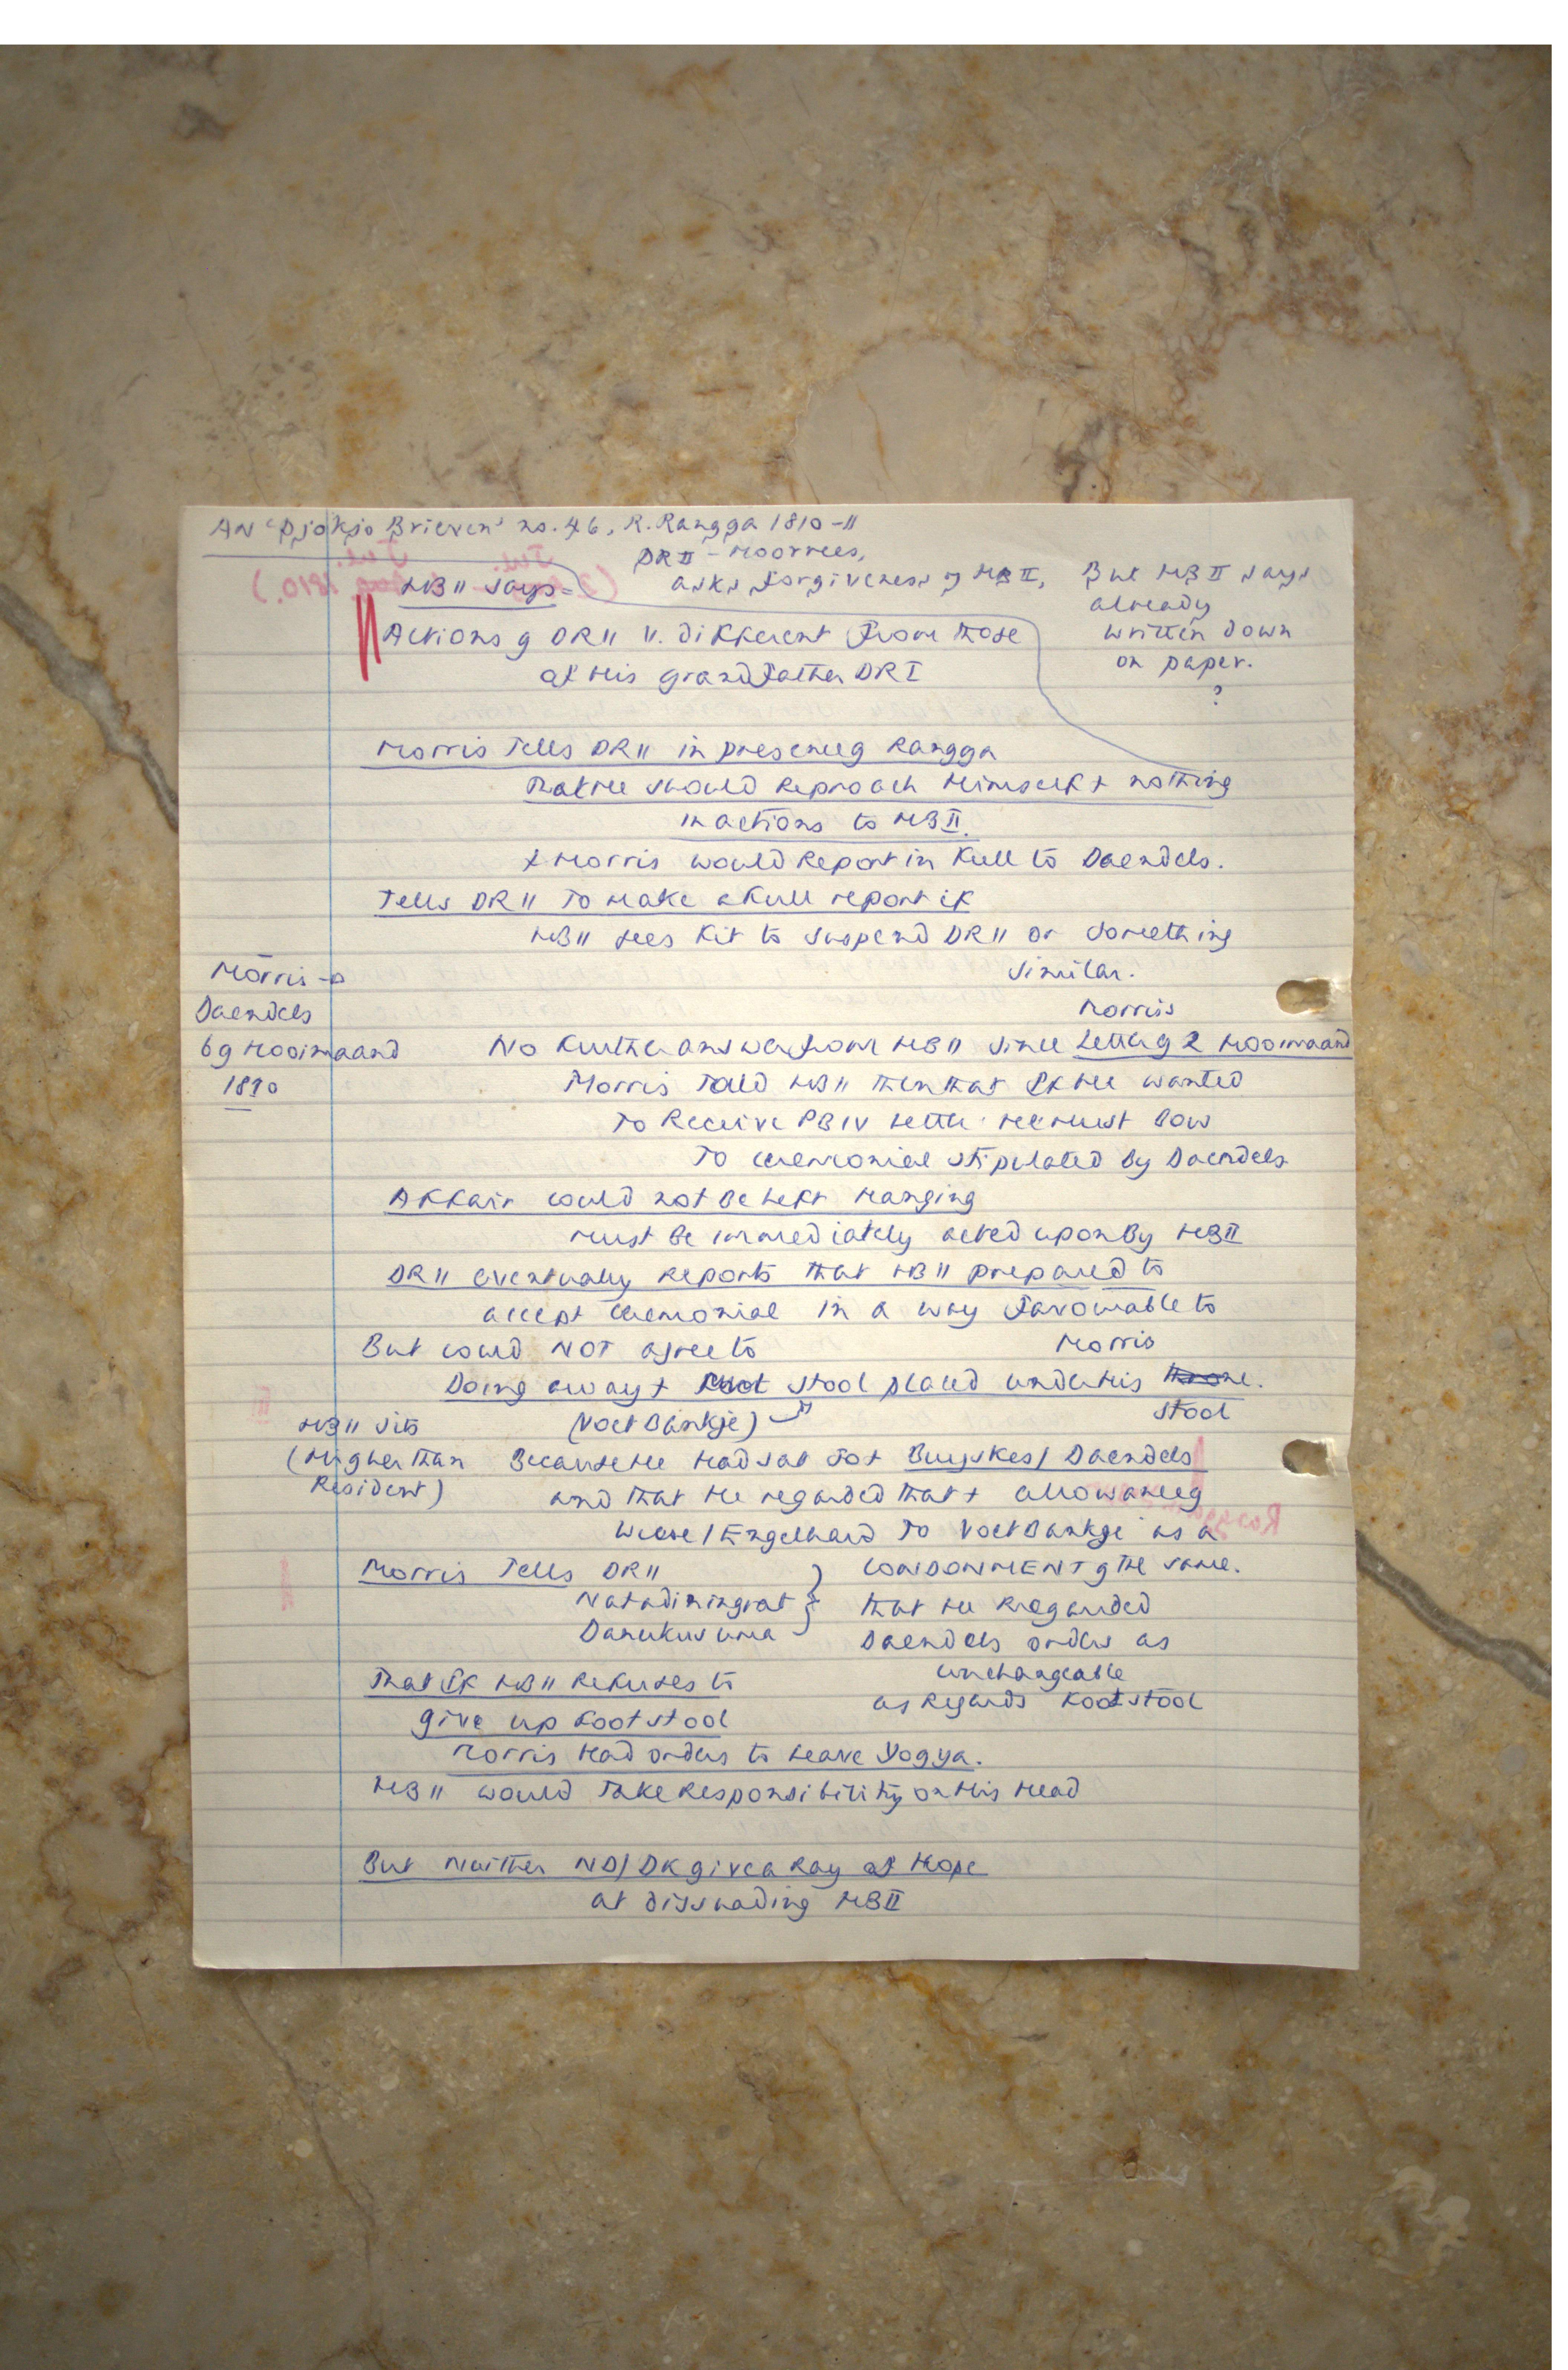 AN 'Djokjo Brieven' no. 46, R. Rangga 1810-11
DR II -
asks forgiveness of HB II,
But HB II says
already
written down
on paper.
?
HB II says-
Actions of DR II v. different from those
of His grandfather DR I
Morris Tells DR II in presence of Rangga
That He should Reproach Himself + nothing
in actions to HB II.
+ Morris would Report in Full to Daendels.
Tells DR II To Make a Full report if
HB II sees Fit to suspend DR II or something
similar.
Morris →
Daendels
6 of Hooimaand
1810
Morris
No Further answer from HB II since Letter of 2 Hooimaand
Morris Told HB II then that If He wanted
To Receive PB IV letter He Must Bow
To ceremonial stipulated By Daendels
Affair could not Be Left Hanging
Must Be immediately acted upon By HB II
DR II eventually Reports that HB II prepared to
accept ceremonial in a way Favourable to
Morris
But could NOT agree to
Doing away + Foot stool placed under His throne.
stool
(Voet Bankje)
HB II sits
(Higher Than
Resident)
Because He Had sat so + Buyskes / Daendels
and that He regarded that + allowance of
Wiese / Engelhard To Voet Bankje as a
CONDONMENT of the same.
Morris Tells DR II
Natadiningrat
Danukusuma
that He Regarded
Daendels orders as
unchangeable
as Regards Footstool
That If HB II Refuses to
give up Footstool
Morris Had orders to Leave Yogya.
HB II would Take Responsibility on His Head
But Neither ND / DK give a Ray of Hope
at dissuading HB II